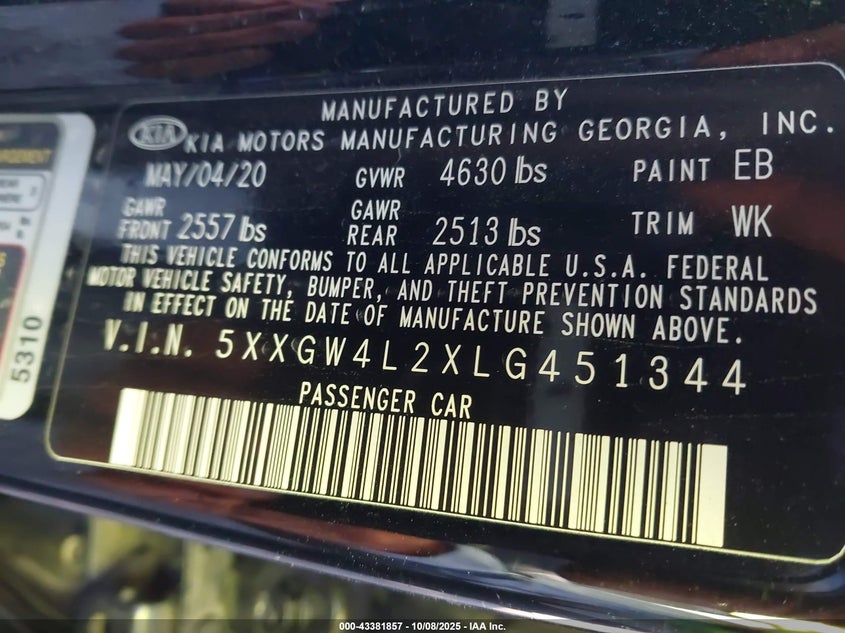 MANUFACTURED BY
KIA KIA MOTORS MANUFACTURING GEORGIA, INC.
MAY/04/20 GVWR 4630 lbs PAINT EB
GAWR FRONT 2557 lbs GAWR REAR 2513 lbs TRIM WK
THIS VEHICLE CONFORMS TO ALL APPLICABLE U.S.A. FEDERAL
MOTOR VEHICLE SAFETY, BUMPER, AND THEFT PREVENTION STANDARDS
IN EFFECT ON THE DATE OF MANUFACTURE SHOWN ABOVE.
V.I.N. 5XXGW4L2XLG451344
PASSENGER CAR
5310
000-43381857 - 10/08/2025 - IAA Inc.